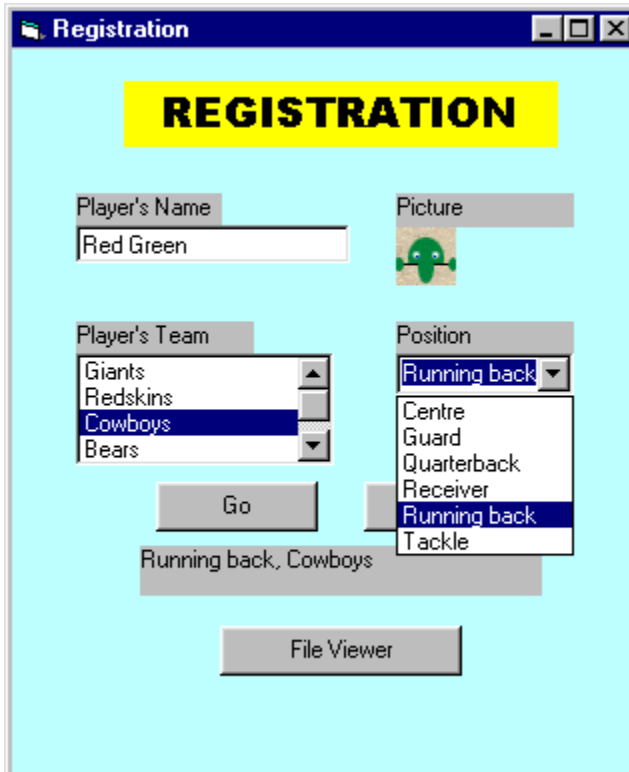 Registration
REGISTRATION
Player's Name
Picture
Red Green
Player's Team
Position
Giants
Redskins
Cowboys
Bears
Running back
Centre
Guard
Quarterback
Receiver
Running back
Tackle
Go
Running back, Cowboys
File Viewer